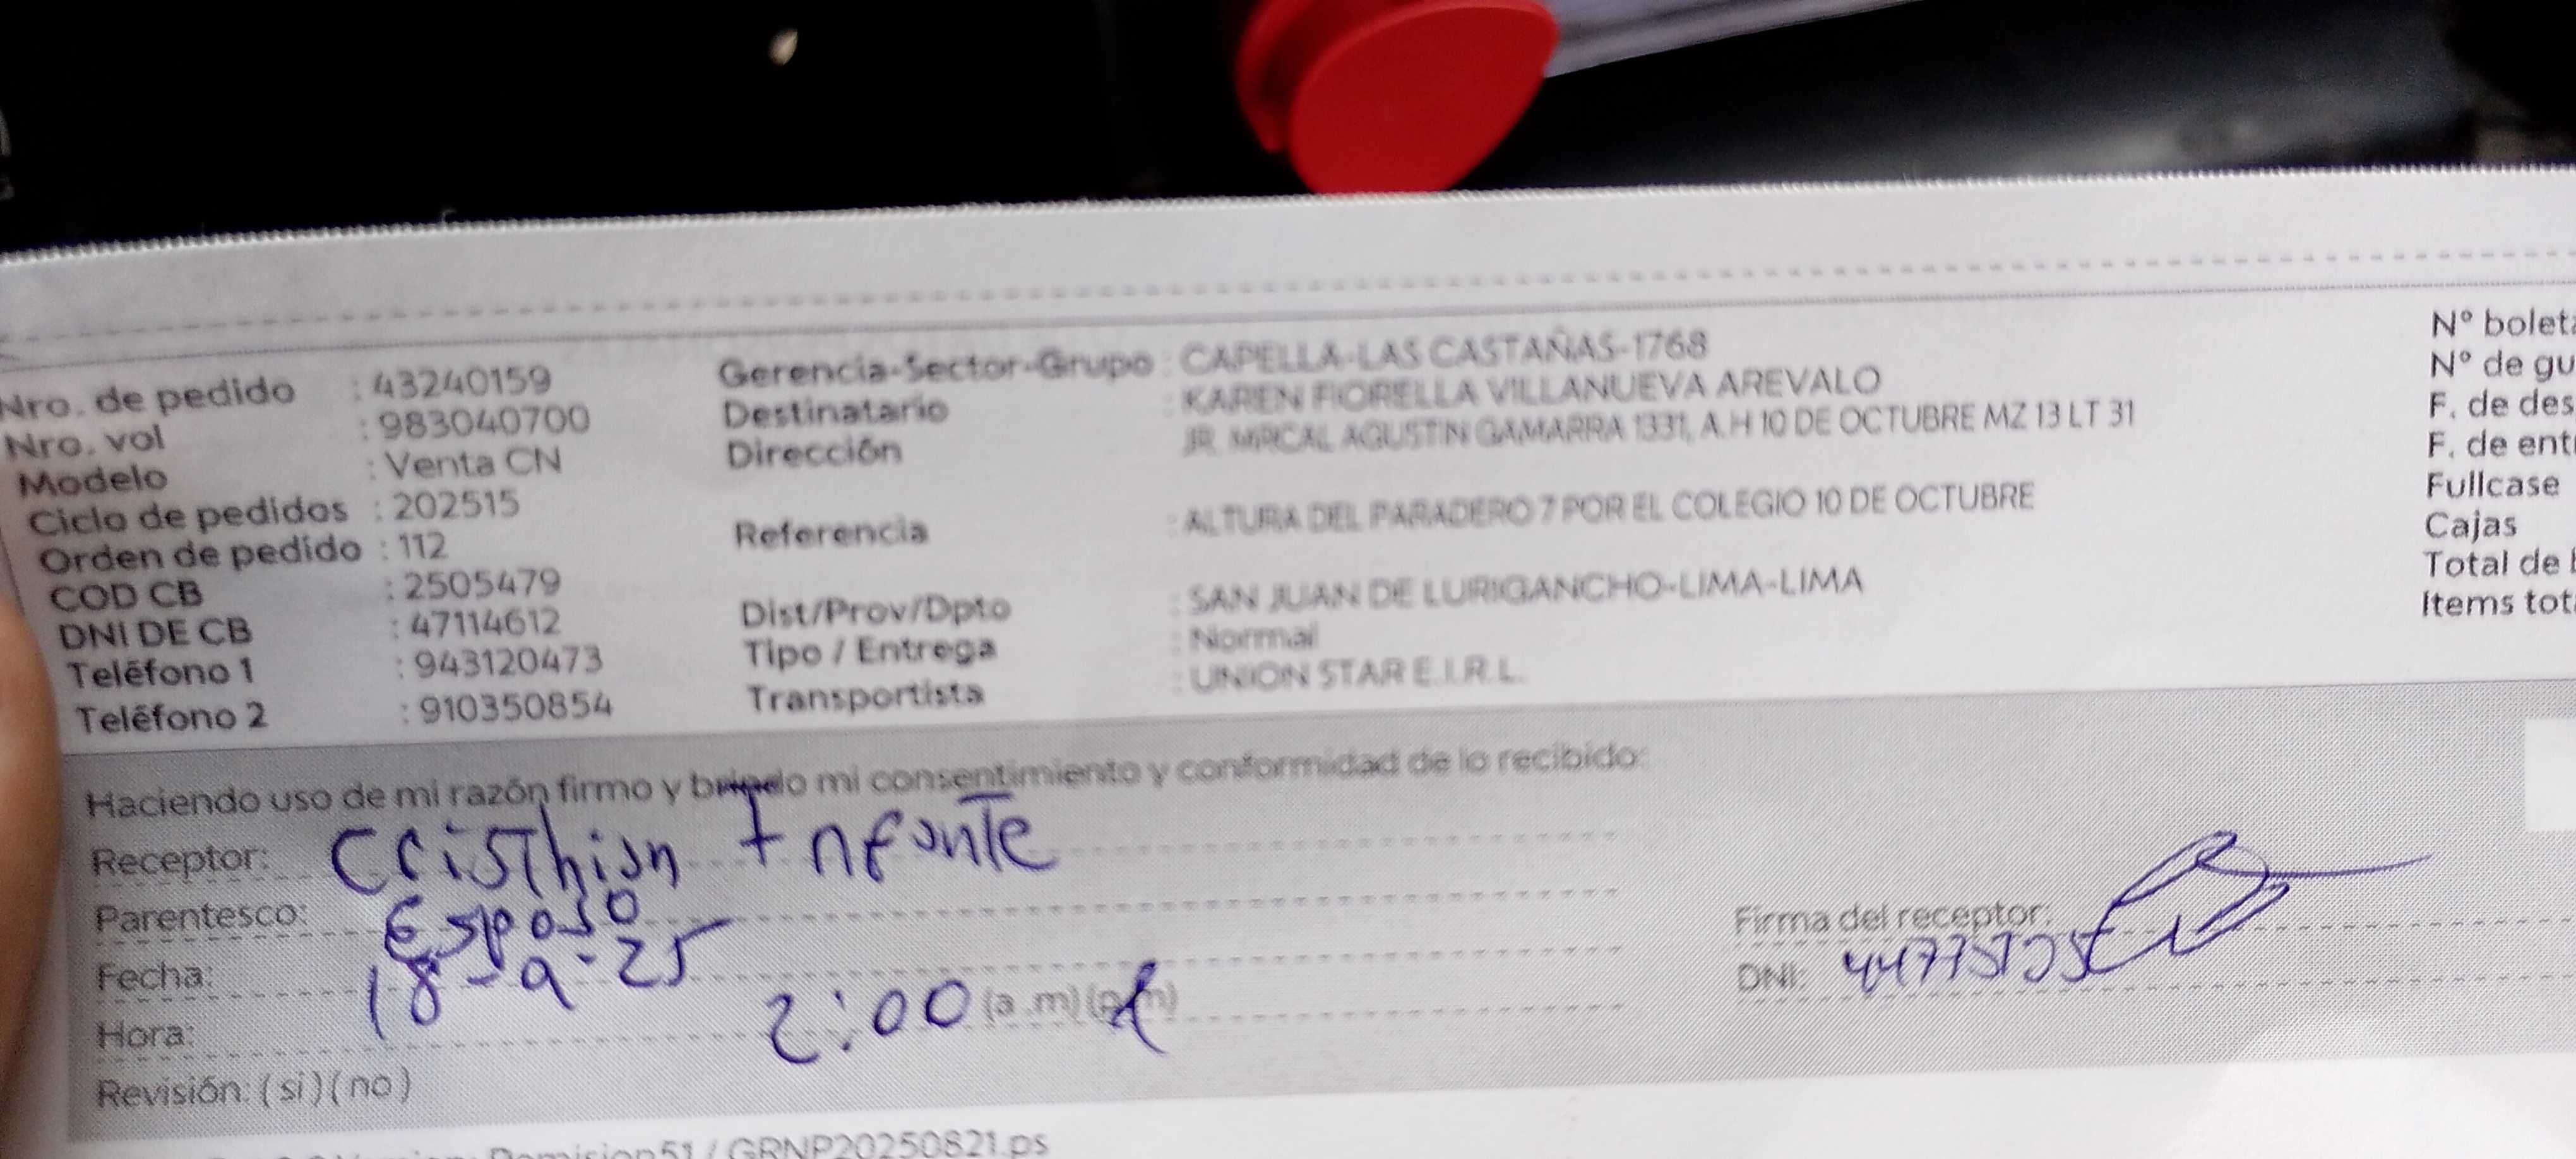 Nro. de pedido : 43240159
Nro. vol : 983040700
Modelo : Venta CN
Ciclo de pedidos : 202515
Orden de pedido : 112
COD CB : 2505479
DNI DE CB : 47114612
Teléfono 1 : 943120473
Teléfono 2 : 910350854
Gerencia-Sector-Grupo : CAPELLA-LAS CASTAÑAS-1768
Destinatario : KAREN FIORELLA VILLANUEVA AREVALO
Dirección : JR. MRCAL AGUSTIN GAMARRA 1331, A.H 10 DE OCTUBRE MZ 13 LT 31
Referencia : ALTURA DEL PARADERO 7 POR EL COLEGIO 10 DE OCTUBRE
Dist/Prov/Dpto : SAN JUAN DE LURIGANCHO-LIMA-LIMA
Tipo / Entrega : Normal
Transportista : UNION STAR E.I.R.L.
N° boleta
N° de gu
F. de des
F. de ent
Fullcase
Cajas
Total de
Items tot
Haciendo uso de mi razón firmo y brindo mi consentimiento y conformidad de lo recibido:
Receptor: Cristhian Infante
Parentesco: Esposo
Fecha: 18-9-25
Hora: 2:00 (a.m) (p.m)
Revisión: (si) (no)
Firma del receptor:
DNI:
51 / GRNP20250821.ps